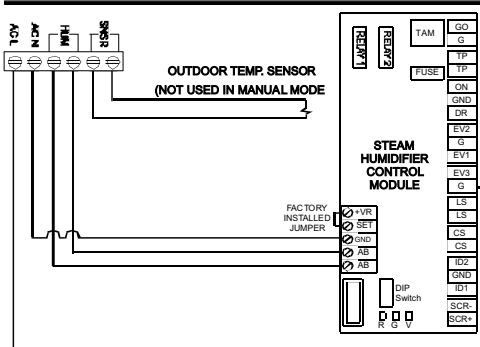 AC L
AC N
HUM
SNSR
OUTDOOR TEMP. SENSOR
(NOT USED IN MANUAL MODE
RELAY 1
RELAY 2
TAM
FUSE
GO
G
TP
TP
ON
GND
DR
EV2
G
EV1
EV3
G
LS
LS
CS
CS
ID2
GND
ID1
SCR-
SCR+
STEAM
HUMIDIFIER
CONTROL
MODULE
FACTORY
INSTALLED
JUMPER
+VR
SET
GND
AB
AB
DIP
Switch
R G V